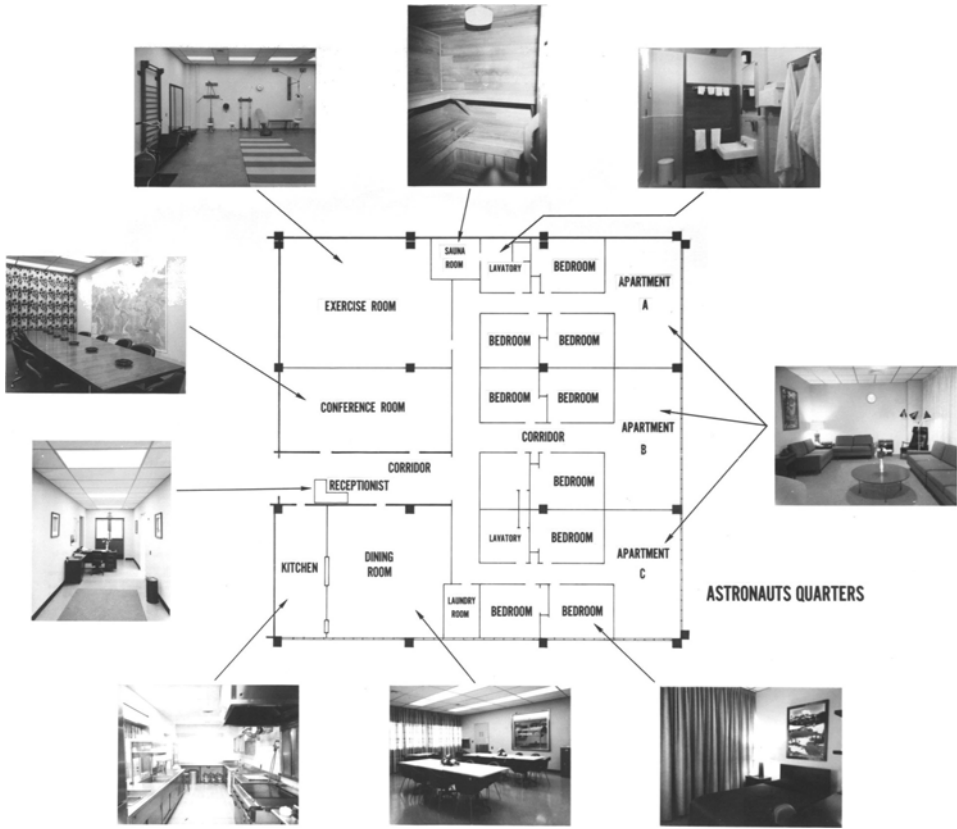 SAUNA
ROOM
LAVATORY
BEDROOM
APARTMENT
A
EXERCISE ROOM
BEDROOM
BEDROOM
BEDROOM
BEDROOM
CONFERENCE ROOM
APARTMENT
B
CORRIDOR
CORRIDOR
RECEPTIONIST
BEDROOM
LAVATORY
BEDROOM
APARTMENT
C
KITCHEN
DINING
ROOM
LAUNDRY
ROOM
BEDROOM
BEDROOM
ASTRONAUTS QUARTERS